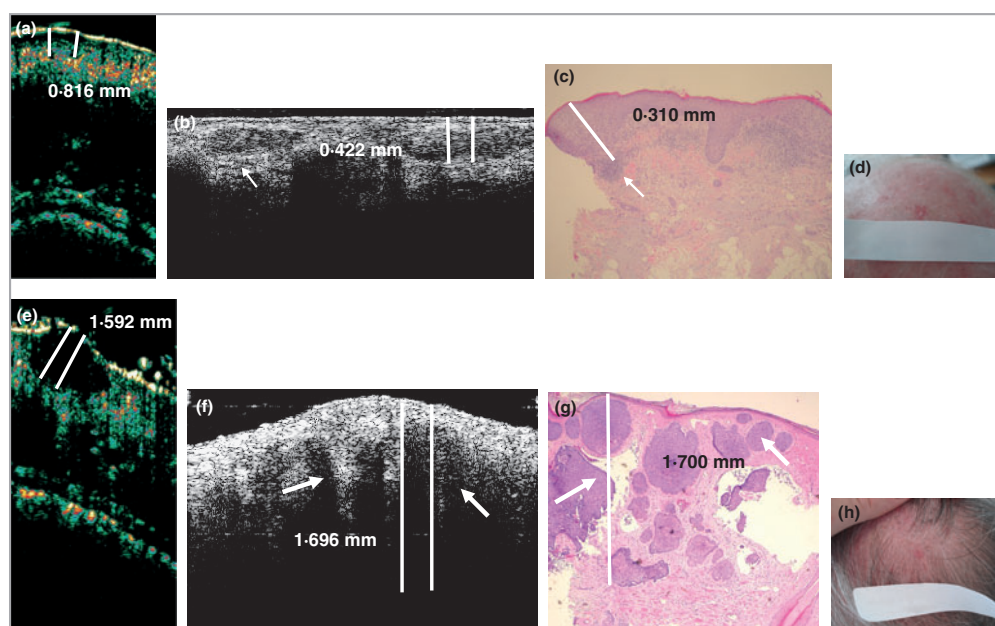 (a)
0·816 mm
(b)
0·422 mm
(c)
0·310 mm
(d)
(e)
1·592 mm
(f)
1·696 mm
(g)
1·700 mm
(h)